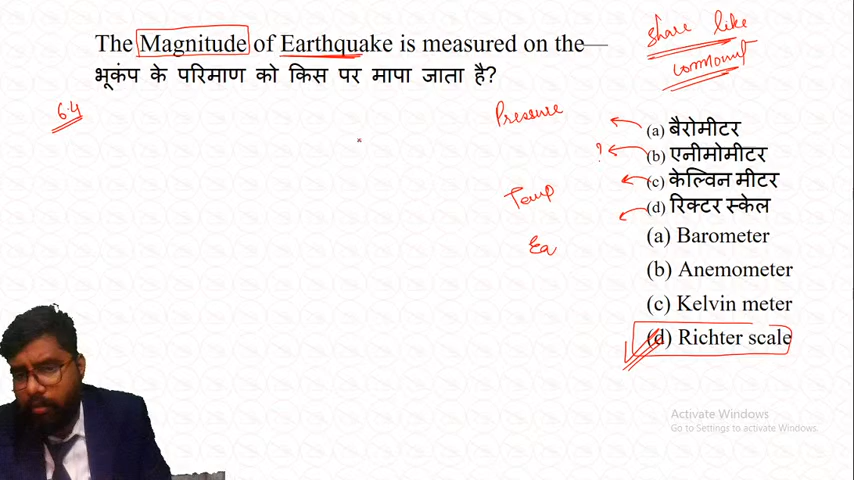 The Magnitude of Earthquake is measured on the
भूकंप के परिमाण को किस पर मापा जाता है?
share like
comment
6.4
Pressure
?
Temp
Eq
(a) बैरोमीटर
(b) एनीमोमीटर
(c) केल्विन मीटर
(d) रिक्टर स्केल
(a) Barometer
(b) Anemometer
(c) Kelvin meter
(d) Richter scale
Activate Windows
Go to Settings to activate Windows.